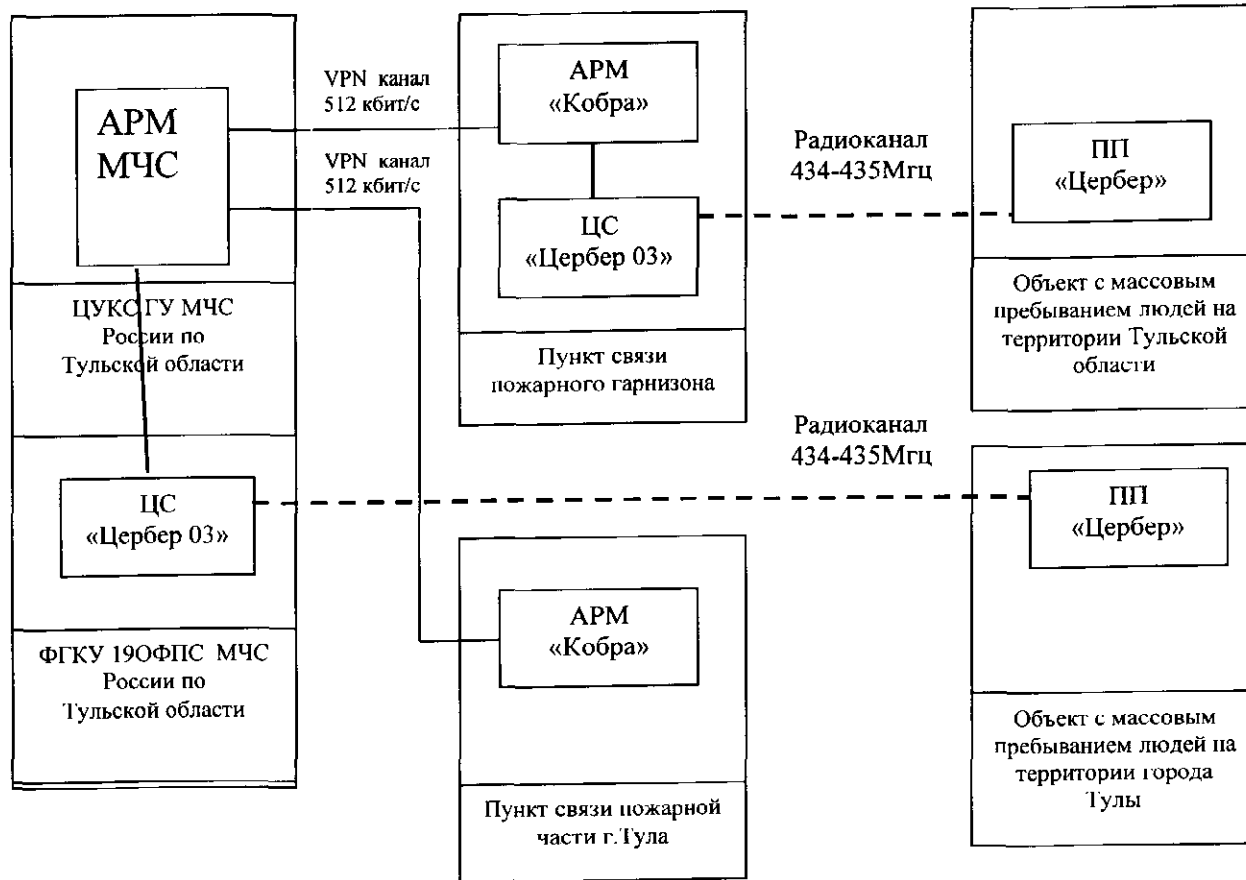 АРМ
МЧС
ЦУКС ГУ МЧС
России по
Тульской области
ЦС
«Цербер 03»
ФГКУ 19ОФПС МЧС
России по
Тульской области
VPN канал
512 кбит/с
VPN канал
512 кбит/с
АРМ
«Кобра»
ЦС
«Цербер 03»
Пункт связи
пожарного гарнизона
АРМ
«Кобра»
Пункт связи пожарной
части г.Тула
Радиоканал
434-435Мгц
Радиоканал
434-435Мгц
ПП
«Цербер»
Объект с массовым
пребыванием людей на
территории Тульской
области
ПП
«Цербер»
Объект с массовым
пребыванием людей на
территории города
Тулы